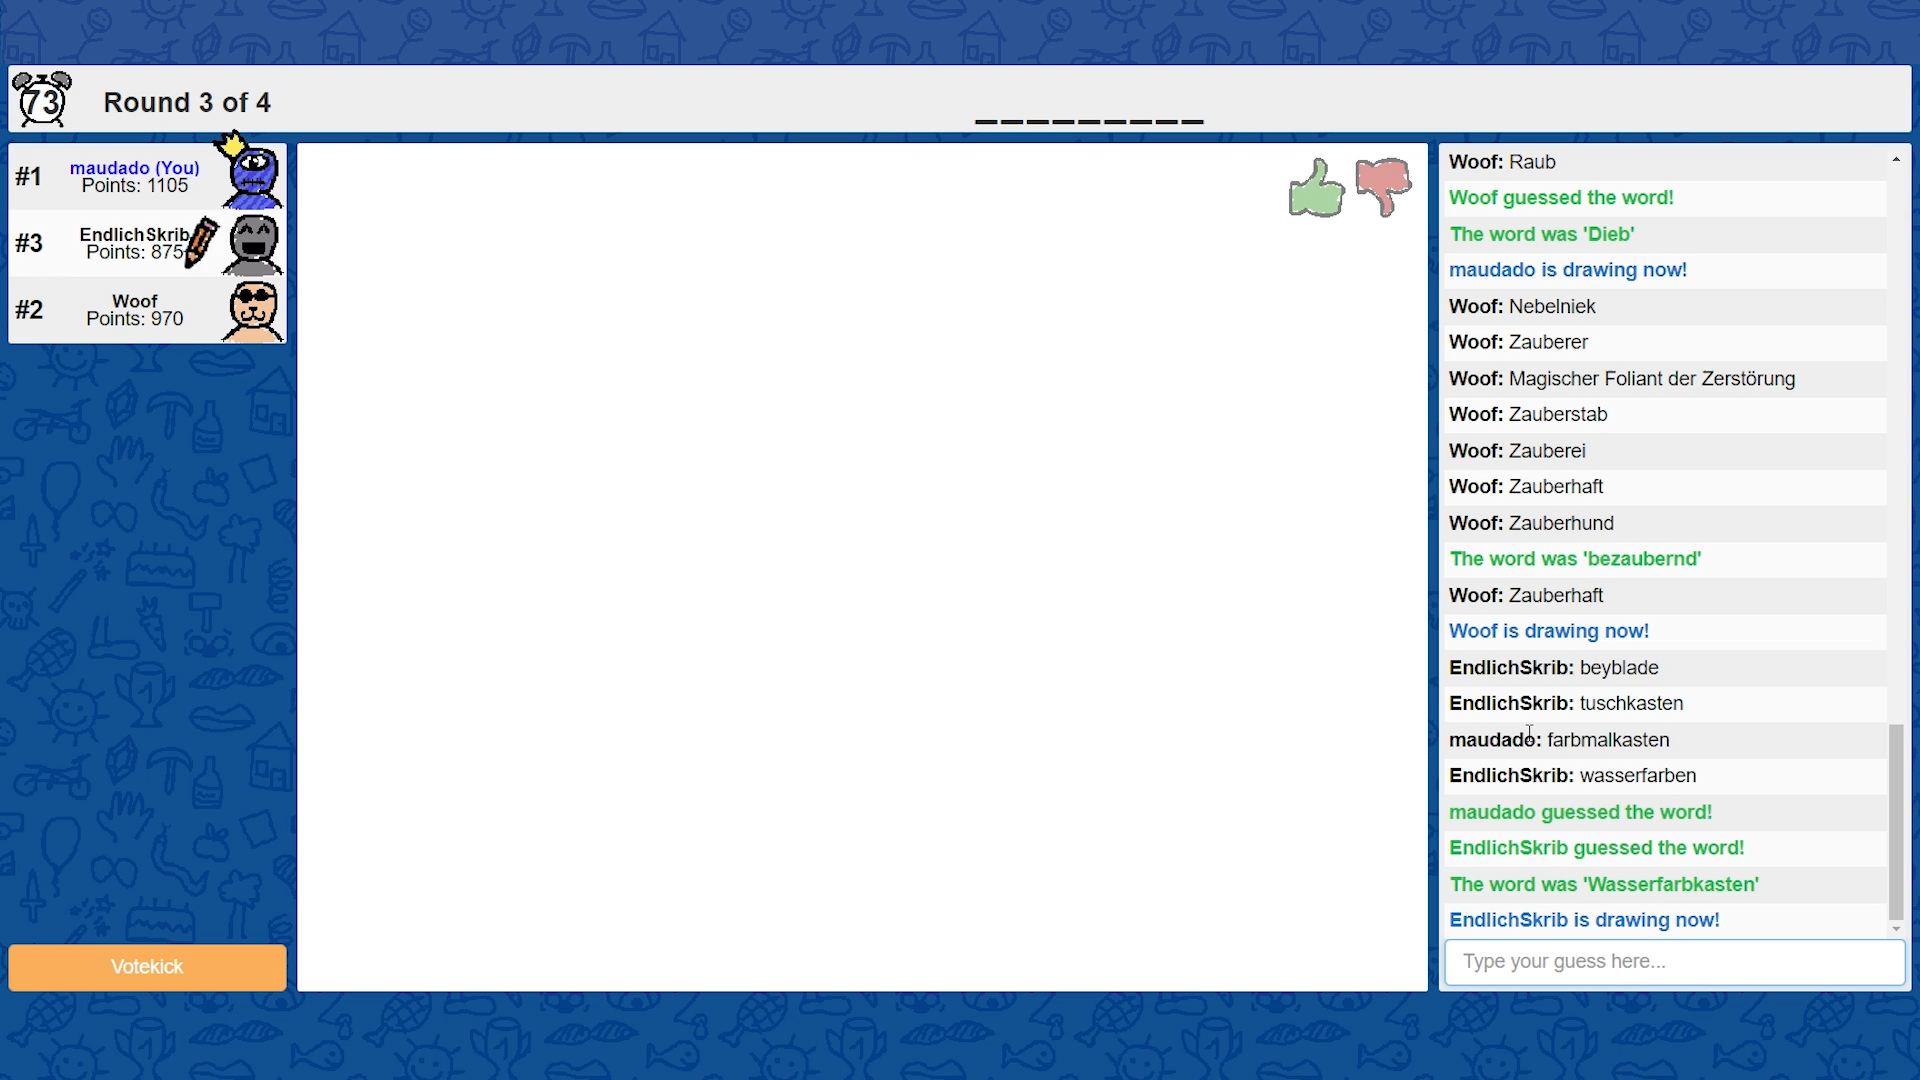 73
Round 3 of 4
_ _ _ _ _ _ _ _ _
#1
maudado (You)
Points: 1105
#3
EndlichSkrib
Points: 875
#2
Woof
Points: 970
Votekick
Woof: Raub
Woof guessed the word!
The word was 'Dieb'
maudado is drawing now!
Woof: Nebelniek
Woof: Zauberer
Woof: Magischer Foliant der Zerstörung
Woof: Zauberstab
Woof: Zauberei
Woof: Zauberhaft
Woof: Zauberhund
The word was 'bezaubernd'
Woof: Zauberhaft
Woof is drawing now!
EndlichSkrib: beyblade
EndlichSkrib: tuschkasten
maudado: farbmalkasten
EndlichSkrib: wasserfarben
maudado guessed the word!
EndlichSkrib guessed the word!
The word was 'Wasserfarbkasten'
EndlichSkrib is drawing now!
Type your guess here...